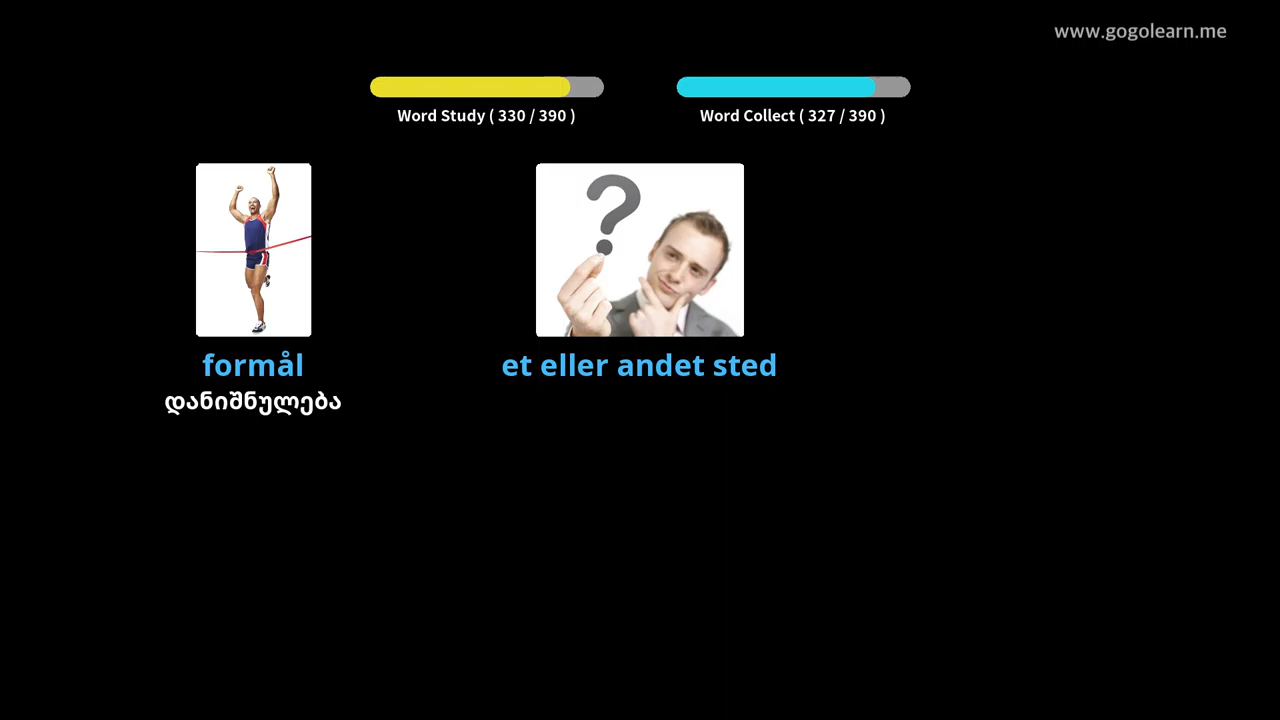 www.gogolearn.me
Word Study ( 330 / 390 )
Word Collect ( 327 / 390 )
formål
დანიშნულება
et eller andet sted